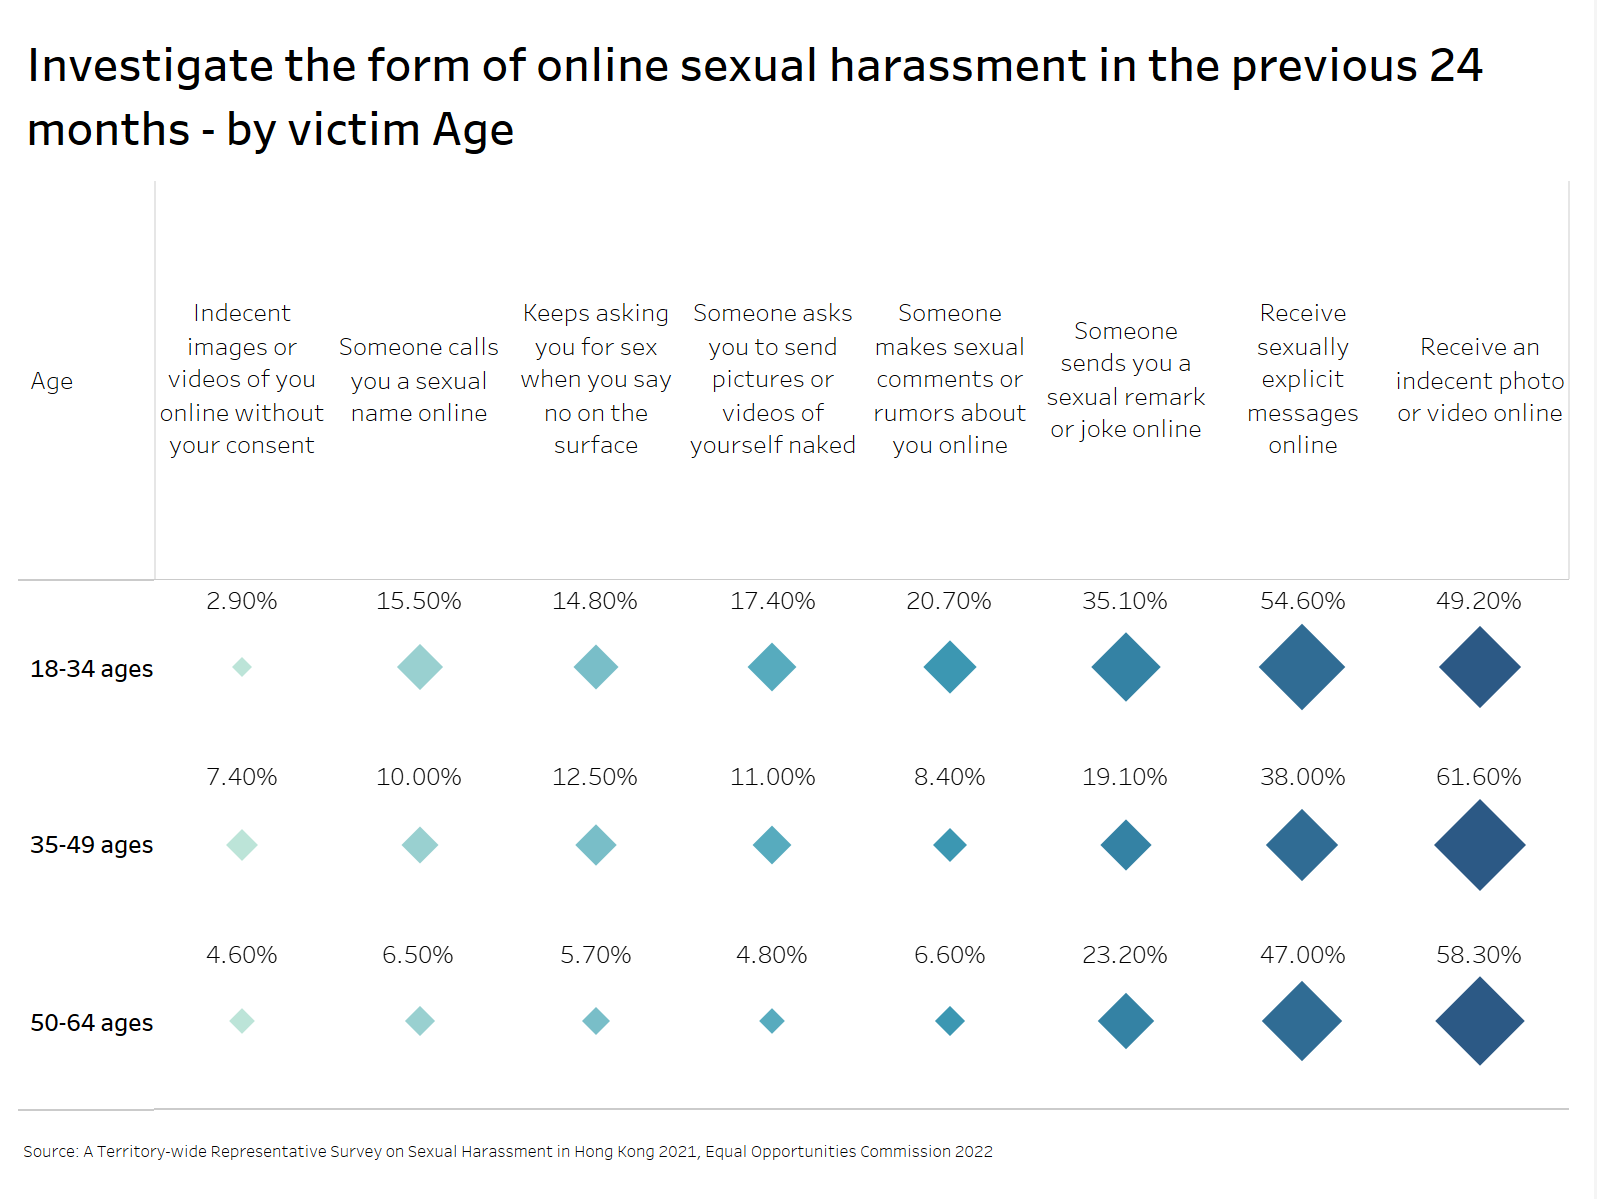 Investigate the form of online sexual harassment in the previous 24
months - by victim Age
Age
Indecent
images or
videos of you
online without
your consent
Someone calls
you a sexual
name online
Keeps asking
you for sex
when you say
no on the
surface
Someone asks
you to send
pictures or
videos of
yourself naked
Someone
makes sexual
comments or
rumors about
you online
Someone
sends you a
sexual remark
or joke online
Receive
sexually
explicit
messages
online
Receive an
indecent photo
or video online
18-34 ages
2.90% 15.50% 14.80% 17.40% 20.70% 35.10% 54.60% 49.20%
35-49 ages
7.40% 10.00% 12.50% 11.00% 8.40% 19.10% 38.00% 61.60%
50-64 ages
4.60% 6.50% 5.70% 4.80% 6.60% 23.20% 47.00% 58.30%
Source: A Territory-wide Representative Survey on Sexual Harassment in Hong Kong 2021, Equal Opportunities Commission 2022